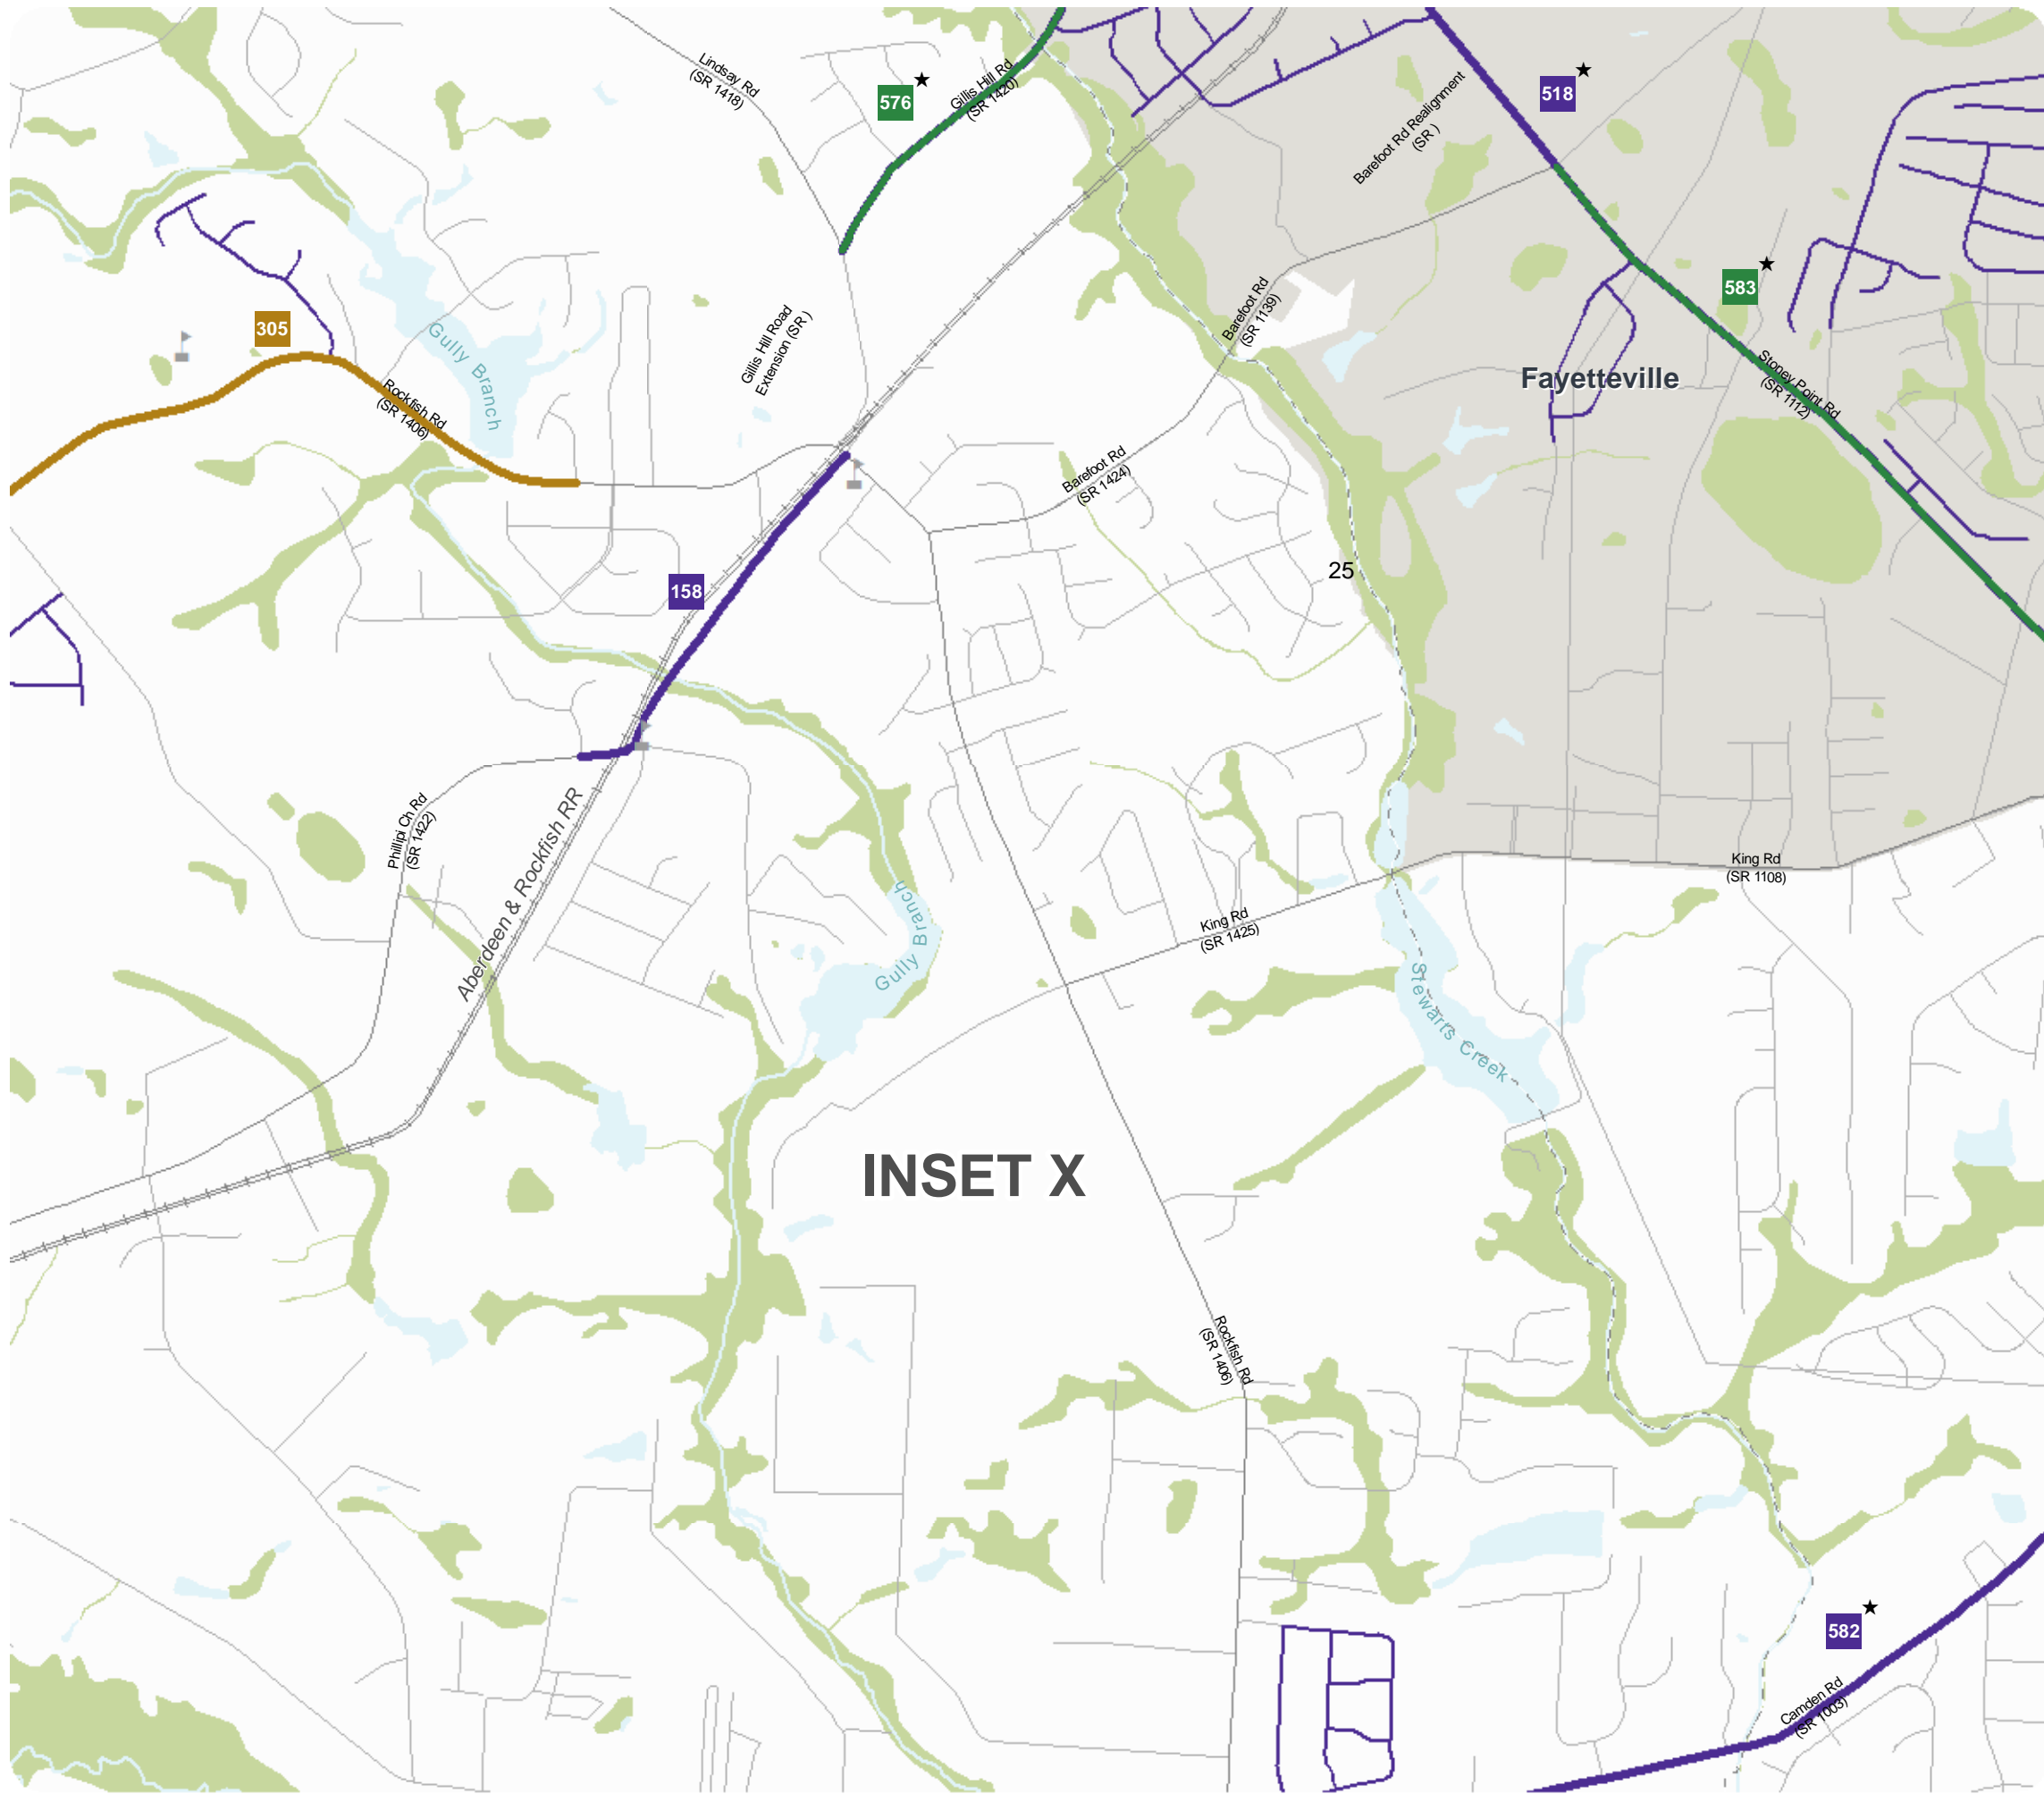 Lindsay Rd
(SR 1418)
576
★
Gillis Hill Rd
(SR 1420)
518
★
Barefoot Rd Realignment
(SR )
583
★
305
Gully Branch
Rockfish Rd
(SR 1406)
Gillis Hill Road
Extension (SR )
Barefoot Rd
(SR 1139)
Fayetteville
Stoney Point Rd
(SR 1112)
Barefoot Rd
(SR 1424)
25
158
Phillipi Ch Rd
(SR 1422)
Aberdeen & Rockfish RR
King Rd
(SR 1108)
Gully Branch
King Rd
(SR 1425)
Stewarts Creek
INSET X
Rockfish Rd
(SR 1406)
582
★
Camden Rd
(SR 1003)